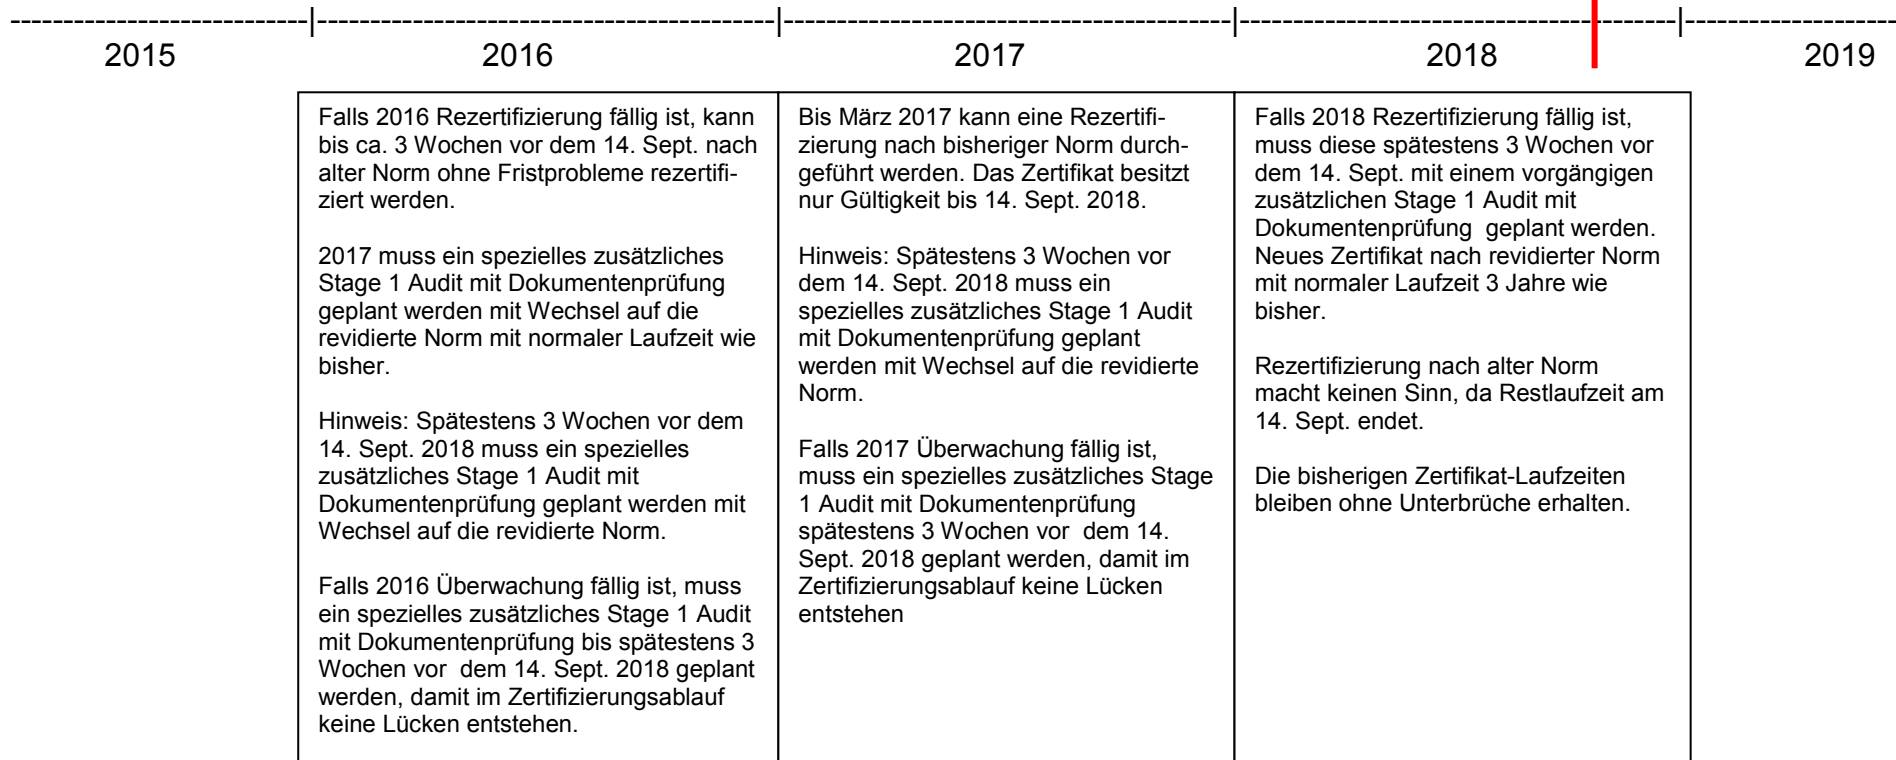 2015
2016
2017
2018
2019
Falls 2016 Rezertifizierung fällig ist, kann
bis ca. 3 Wochen vor dem 14. Sept. nach
alter Norm ohne Fristprobleme rezertifi-
ziert werden.
2017 muss ein spezielles zusätzliches
Stage 1 Audit mit Dokumentenprüfung
geplant werden mit Wechsel auf die
revidierte Norm mit normaler Laufzeit wie
bisher.
Hinweis: Spätestens 3 Wochen vor dem
14. Sept. 2018 muss ein spezielles
zusätzliches Stage 1 Audit mit
Dokumentenprüfung geplant werden mit
Wechsel auf die revidierte Norm.
Falls 2016 Überwachung fällig ist, muss
ein spezielles zusätzliches Stage 1 Audit
mit Dokumentenprüfung bis spätestens 3
Wochen vor  dem 14. Sept. 2018 geplant
werden, damit im Zertifizierungsablauf
keine Lücken entstehen.
Bis März 2017 kann eine Rezertifi-
zierung nach bisheriger Norm durch-
geführt werden. Das Zertifikat besitzt
nur Gültigkeit bis 14. Sept. 2018.
Hinweis: Spätestens 3 Wochen vor
dem 14. Sept. 2018 muss ein
spezielles zusätzliches Stage 1 Audit
mit Dokumentenprüfung geplant
werden mit Wechsel auf die revidierte
Norm.
Falls 2017 Überwachung fällig ist,
muss ein spezielles zusätzliches Stage
1 Audit mit Dokumentenprüfung
spätestens 3 Wochen vor  dem 14.
Sept. 2018 geplant werden, damit im
Zertifizierungsablauf keine Lücken
entstehen
Falls 2018 Rezertifizierung fällig ist,
muss diese spätestens 3 Wochen vor
dem 14. Sept. mit einem vorgängigen
zusätzlichen Stage 1 Audit mit
Dokumentenprüfung  geplant werden.
Neues Zertifikat nach revidierter Norm
mit normaler Laufzeit 3 Jahre wie
bisher.
Rezertifizierung nach alter Norm
macht keinen Sinn, da Restlaufzeit am
14. Sept. endet.
Die bisherigen Zertifikat-Laufzeiten
bleiben ohne Unterbrüche erhalten.